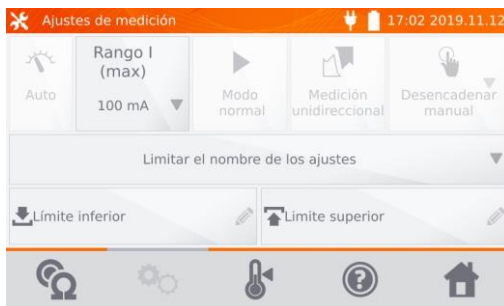 Ajustes de medición
17:02 2019.11.12
Auto
Rango I
(max)
100 mA
Modo
normal
Medición
unidireccional
Desencadenar
manual
Limitar el nombre de los ajustes
Límite inferior
Limite superior